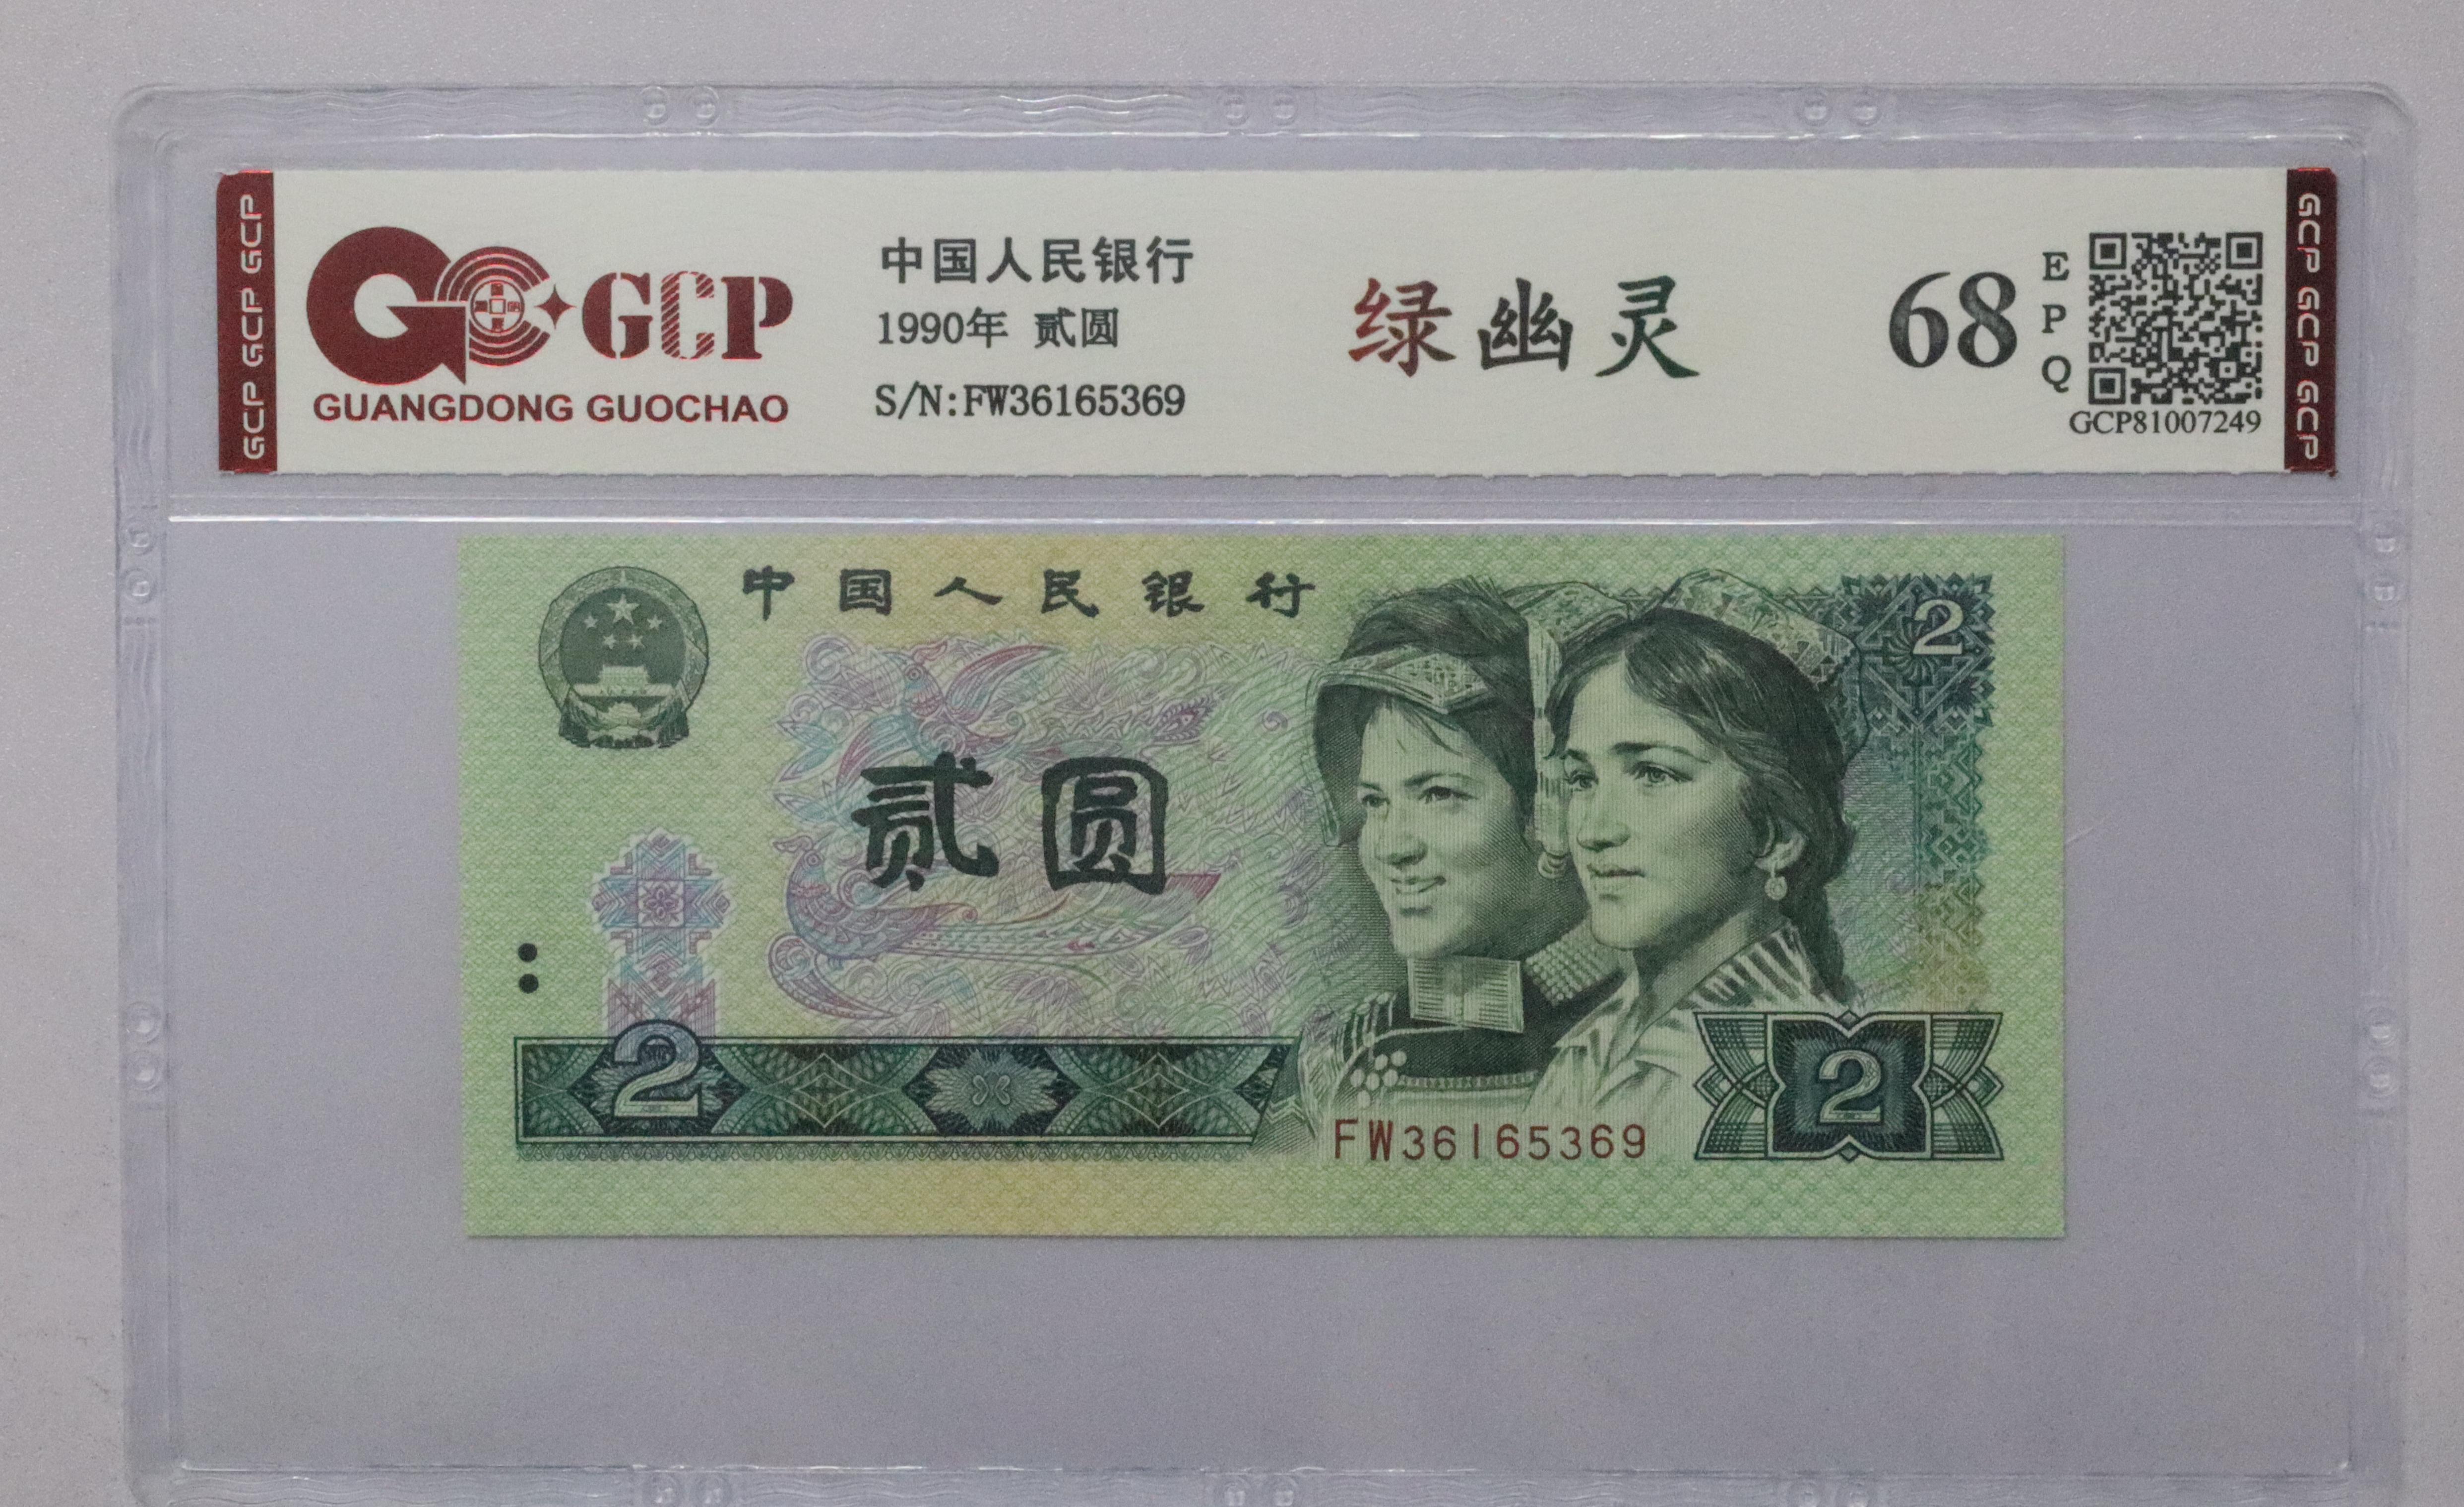 GCP GCP GCP
GCP
GUANGDONG GUOCHAO
中国人民银行
1990年 贰圆
S/N:FW36165369
绿幽灵
68
E
P
Q
GCP81007249
GCP GCP GCP
中国人民银行
2
贰圆
2
2
FW36165369